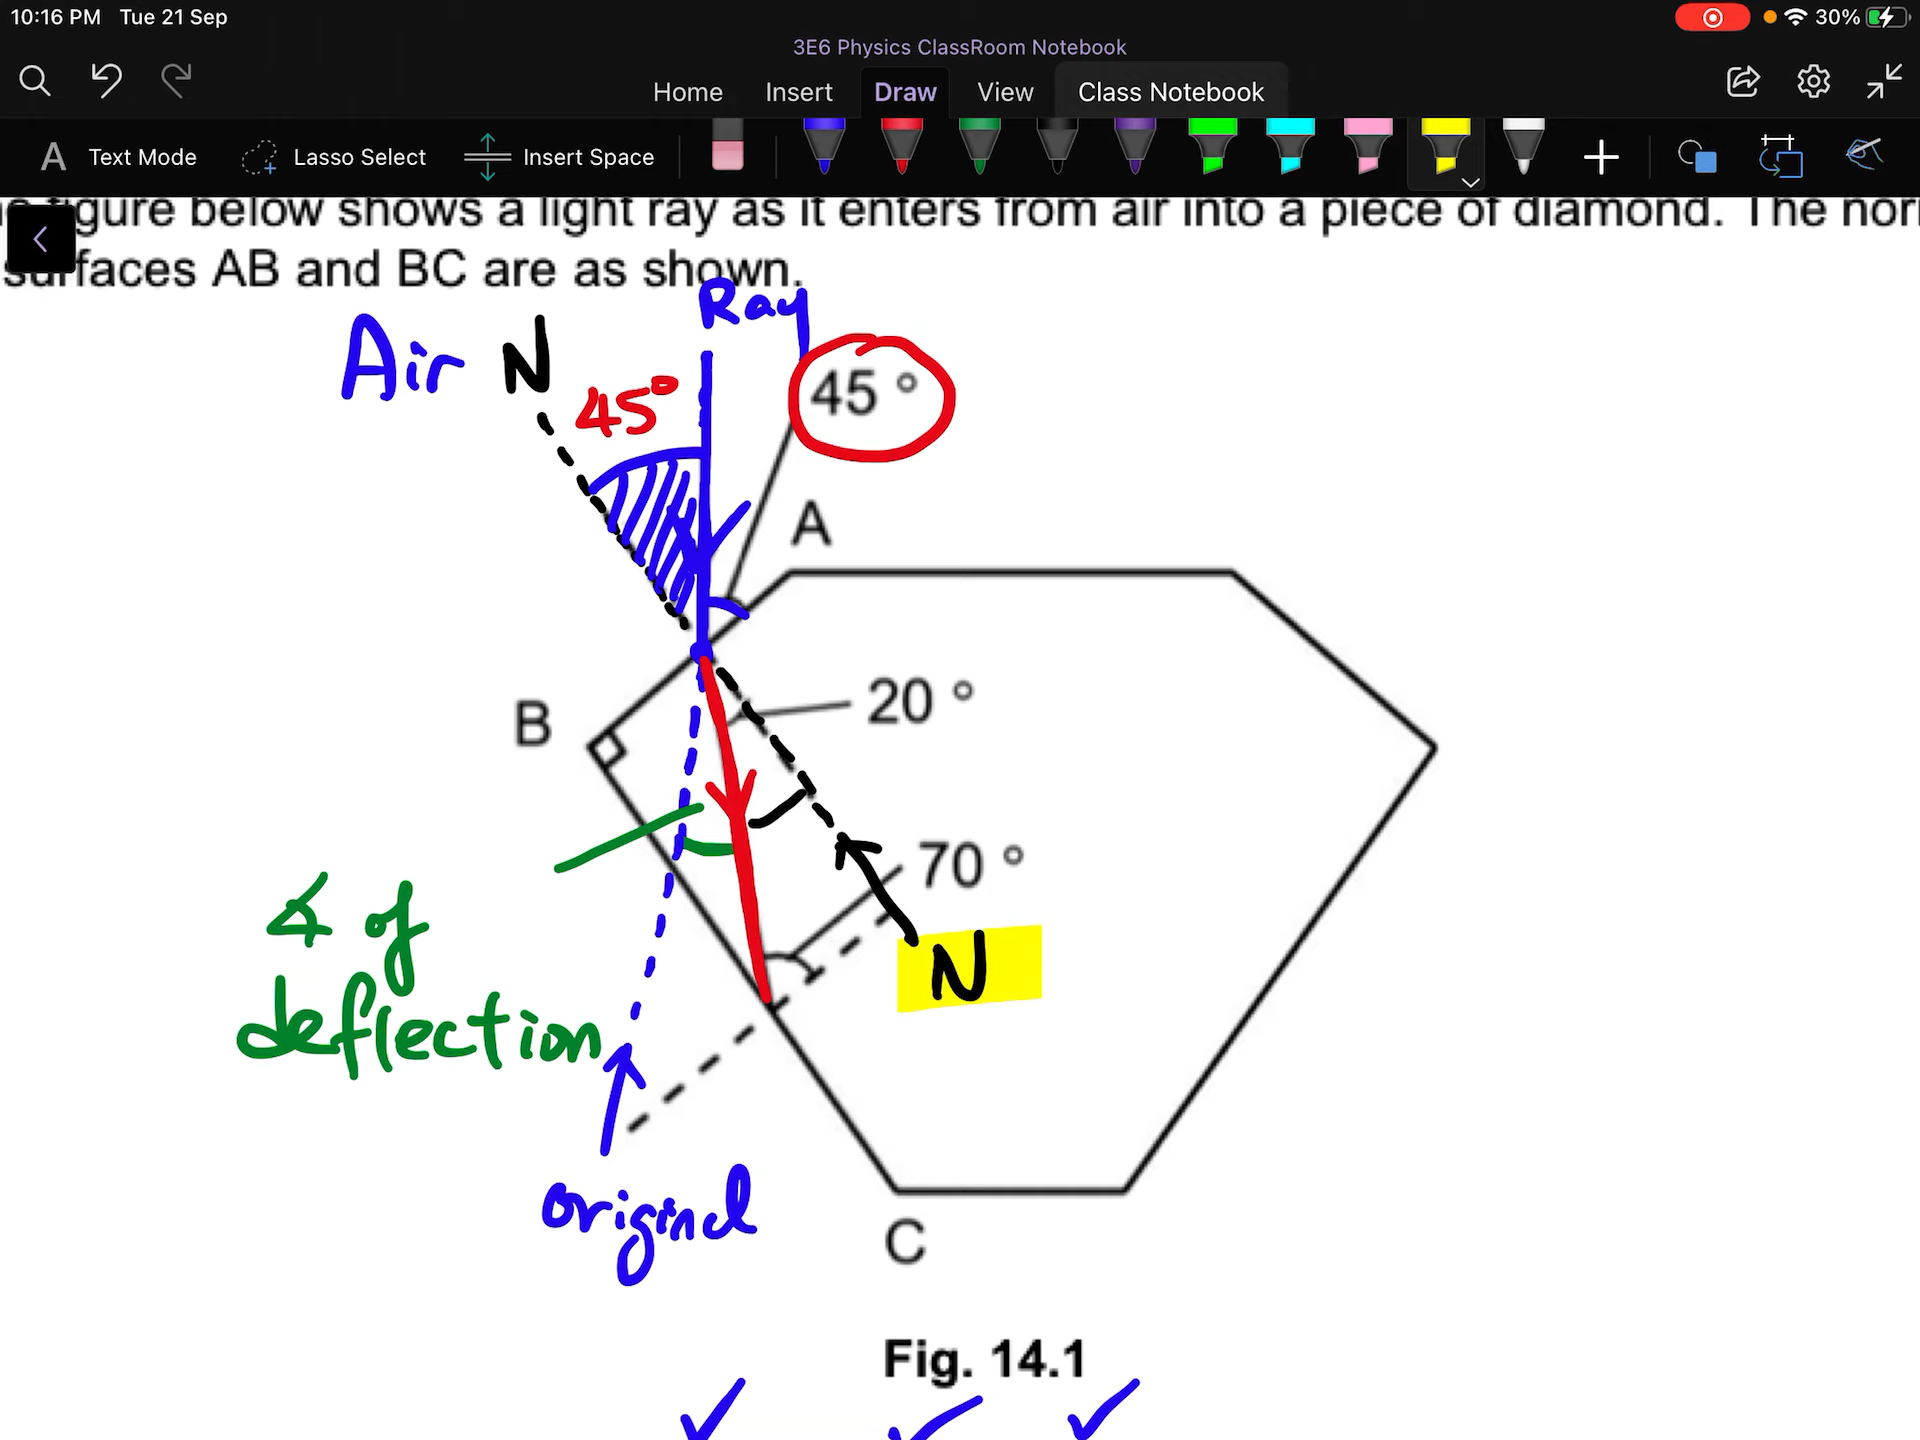 10:16 PM Tue 21 Sep
30%
3E6 Physics ClassRoom Notebook
Home Insert Draw View Class Notebook
A Text Mode Lasso Select Insert Space
figure below shows a light ray as it enters from air into a piece of diamond. The
surfaces AB and BC are as shown.
Ray
Air N
45°
45 °
A
B
20 °
70 °
N
∡ of
deflection
original
C
Fig. 14.1